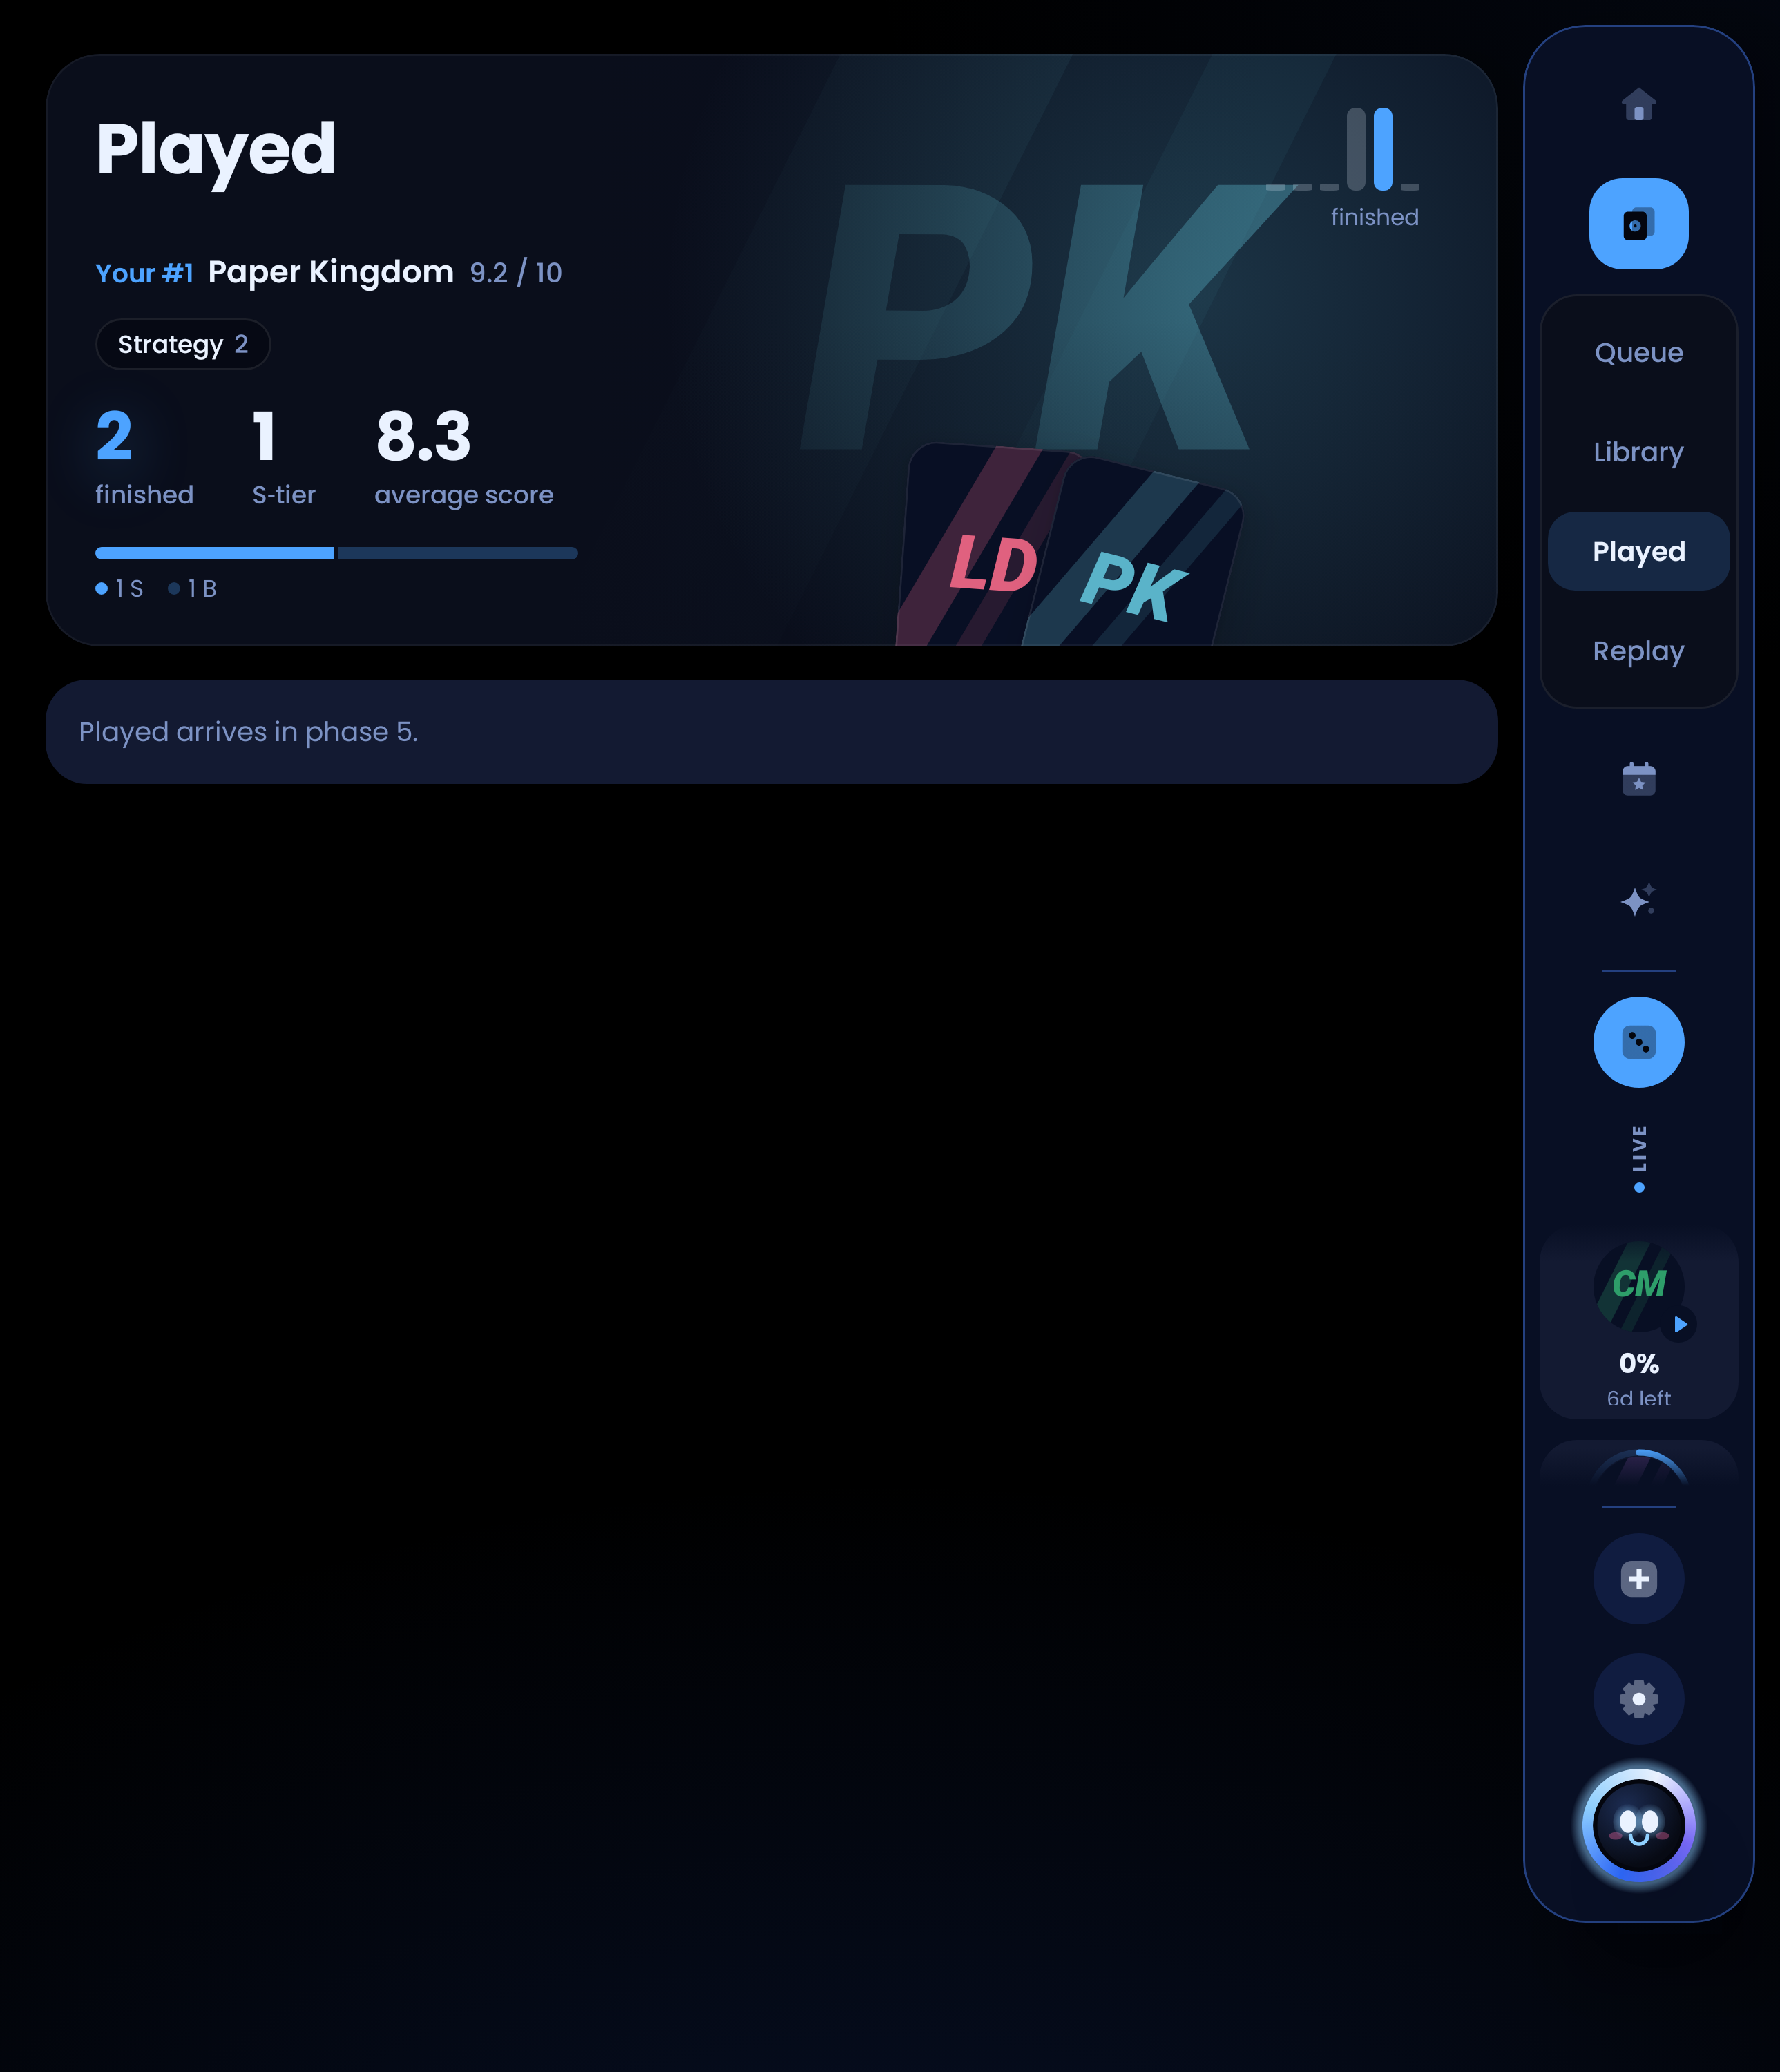 Played
PK
finished
Your #1 Paper Kingdom 9.2 / 10
Strategy 2
2 1 8.3
finished S-tier average score
LD PK
1 S 1 B
Played arrives in phase 5.
Queue
Library
Played
Replay
LIVE
CM
0%
6d left